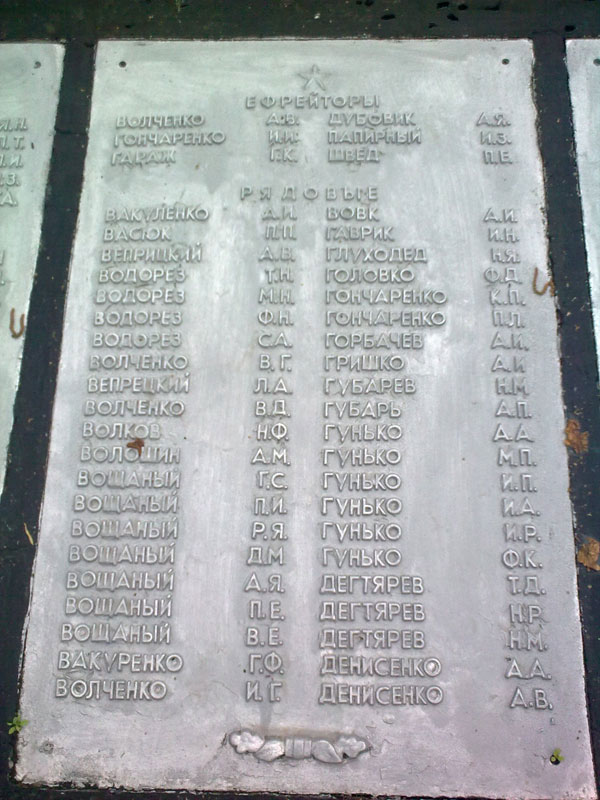 ЕФРЕЙТОРЫ
ВОЛЧЕНКО А.В. ДУБОВИК А.Я.
ГОНЧАРЕНКО И.И. ПАПИРНЫЙ И.З.
ГАРАЖ Г.К. ШВЕД П.Е.
РЯДОВЫЕ
ВАКУЛЕНКО А.И. ВОВК А.И.
ВАСЮК П.П. ГАВРИК И.Н.
ВЕПРИЦКИЙ А.В. ГЛУХОДЕД Н.Я.
ВОДОРЕЗ Т.Н. ГОЛОВКО Ф.Д.
ВОДОРЕЗ М.Н. ГОНЧАРЕНКО К.П.
ВОДОРЕЗ Ф.Н. ГОНЧАРЕНКО П.Л.
ВОДОРЕЗ С.А. ГОРБАЧЕВ А.И.
ВОЛЧЕНКО В.Г. ГРИШКО А.И
ВЕПРЕЦКИЙ Л.А ГУБАРЕВ Н.М
ВОЛЧЕНКО В.Д. ГУБАРЬ А.П.
ВОЛКОВ Н.Ф. ГУНЬКО А.А.
ВОЛОШИН А.М. ГУНЬКО М.П.
ВОЩАНЫЙ Г.С. ГУНЬКО И.П.
ВОЩАНЫЙ П.И. ГУНЬКО И.А.
ВОЩАНЫЙ Р.Я. ГУНЬКО И.Р.
ВОЩАНЫЙ Д.М ГУНЬКО Ф.К.
ВОЩАНЫЙ А.Я. ДЕГТЯРЕВ Т.Д.
ВОЩАНЫЙ П.Е. ДЕГТЯРЕВ Н.Р.
ВОЩАНЫЙ В.Е. ДЕГТЯРЕВ Н.М.
ВАКУРЕНКО Г.Ф. ДЕНИСЕНКО А.А.
ВОЛЧЕНКО И.Г. ДЕНИСЕНКО А.В.